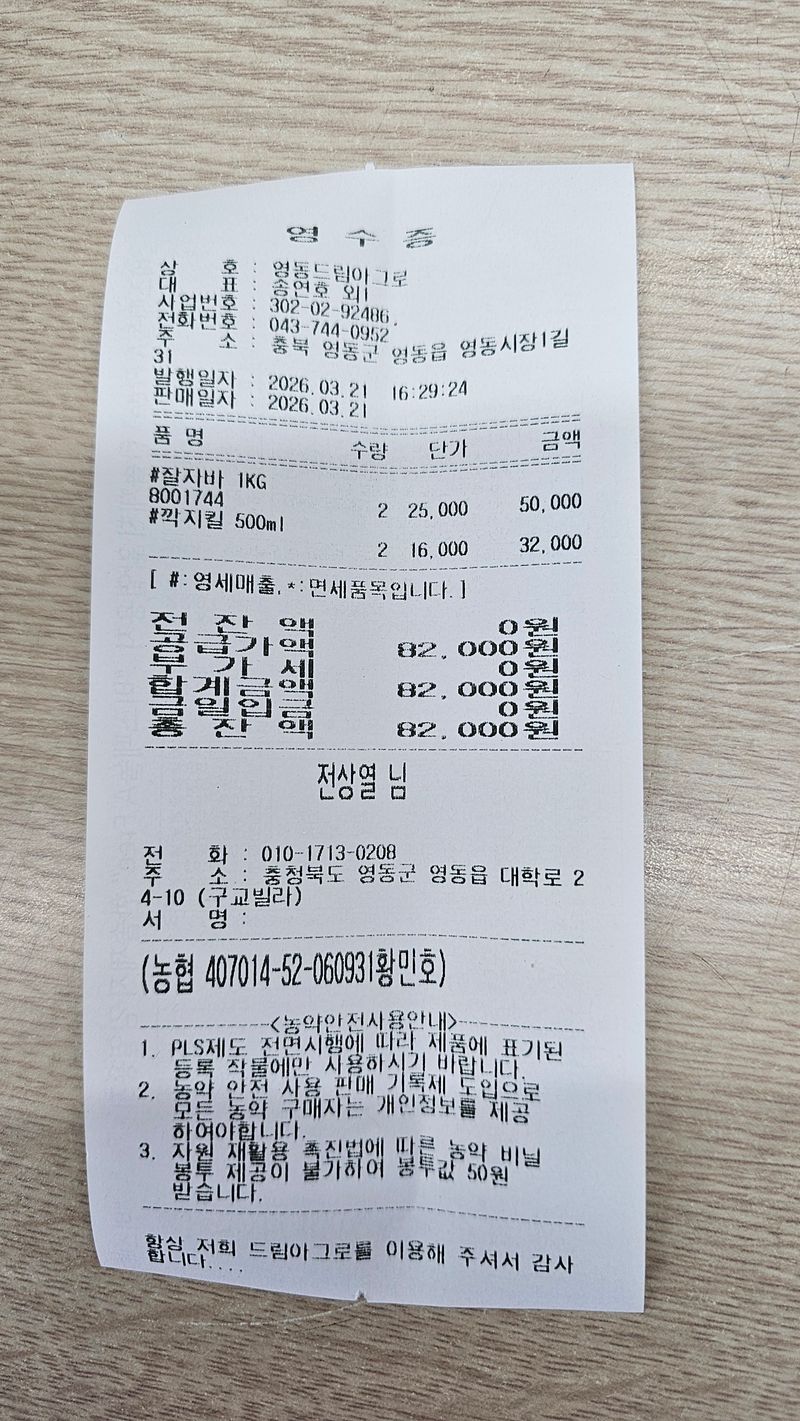 영 수 증
상 호 : 영동드림아그로
대 표 : 송연호 외1
사업번호 : 302-02-92486
전화번호 : 043-744-0952
주 소 : 충북 영동군 영동읍 영동시장1길
31
발행일자 : 2026.03.21 16:29:24
판매일자 : 2026.03.21
품 명 수량 단가 금액
#잘자바 1KG
8001744 2 25,000 50,000
#깍지킬 500ml
2 16,000 32,000
[ #:영세매출,*:면세품목입니다.]
전 잔 액 0원
공급가액 82,000원
부 가 세 0원
합계금액 82,000원
금일입금 0원
총 잔 액 82,000원
전상열 님
전 화 : 010-1713-0208
주 소 : 충청북도 영동군 영동읍 대학로 2
4-10 (구교빌라)
서 명 :
(농협 407014-52-060931황민호)
<농약안전사용안내>
1. PLS제도 전면시행에 따라 제품에 표기된
등록 작물에만 사용하시기 바랍니다.
2. 농약 안전 사용 판매 기록제 도입으로
모든 농약 구매자는 개인정보를 제공
하여야합니다.
3. 자원 재활용 촉진법에 따른 농약 비닐
봉투 제공이 불가하여 봉투값 50원
받습니다.
항상 저희 드림아그로를 이용해 주셔서 감사
합니다....